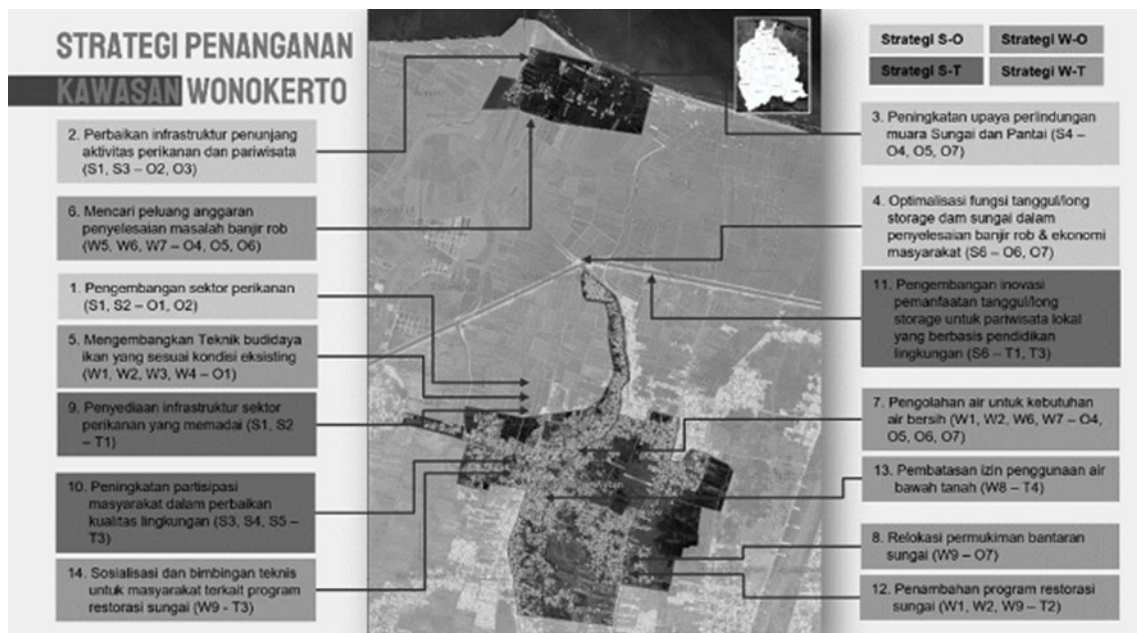 STRATEGI PENANGANAN
KAWASAN WONOKERTO
2. Perbaikan infrastruktur penunjang
aktivitas perikanan dan pariwisata
(S1, S3 – O2, O3)
6. Mencari peluang anggaran
penyelesaian masalah banjir rob
(W5, W6, W7 – O4, O5, O6)
1. Pengembangan sektor perikanan
(S1, S2 – O1, O2)
5. Mengembangkan Teknik budidaya
ikan yang sesuai kondisi eksisting
(W1, W2, W3, W4 – O1)
9. Penyediaan infrastruktur sektor
perikanan yang memadai (S1, S2
– T1)
10. Peningkatan partisipasi
masyarakat dalam perbaikan
kualitas lingkungan (S3, S4, S5 –
T3)
14. Sosialisasi dan bimbingan teknis
untuk masyarakat terkait program
restorasi sungai (W9 - T3)
Strategi S-O
Strategi W-O
Strategi S-T
Strategi W-T
3. Peningkatan upaya perlindungan
muara Sungai dan Pantai (S4 –
O4, O5, O7)
4. Optimalisasi fungsi tanggul/long
storage dam sungai dalam
penyelesaian banjir rob & ekonomi
masyarakat (S6 – O6, O7)
11. Pengembangan inovasi
pemanfaatan tanggul/long
storage untuk pariwisata lokal
yang berbasis pendidikan
lingkungan (S6 – T1, T3)
7. Pengolahan air untuk kebutuhan
air bersih (W1, W2, W6, W7 – O4,
O5, O6, O7)
13. Pembatasan izin penggunaan air
bawah tanah (W8 – T4)
8. Relokasi permukiman bantaran
sungai (W9 – O7)
12. Penambahan program restorasi
sungai (W1, W2, W9 – T2)